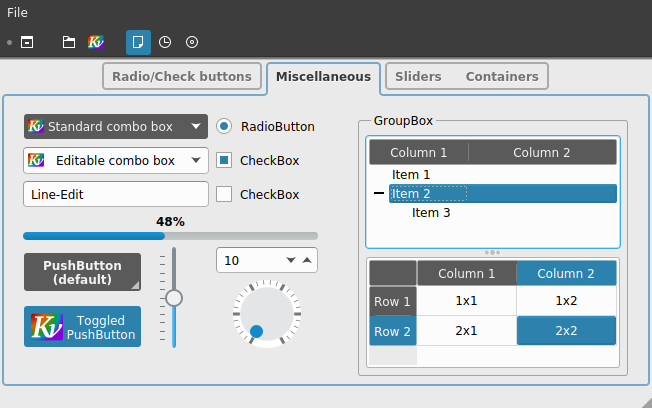 File
Radio/Check buttons
Miscellaneous
Sliders
Containers
Standard combo box
RadioButton
Editable combo box
CheckBox
Line-Edit
CheckBox
48%
PushButton
(default)
10
Toggled
PushButton
GroupBox
Column 1 Column 2
Item 1
Item 2
Item 3
Column 1 Column 2
Row 1 1x1 1x2
Row 2 2x1 2x2